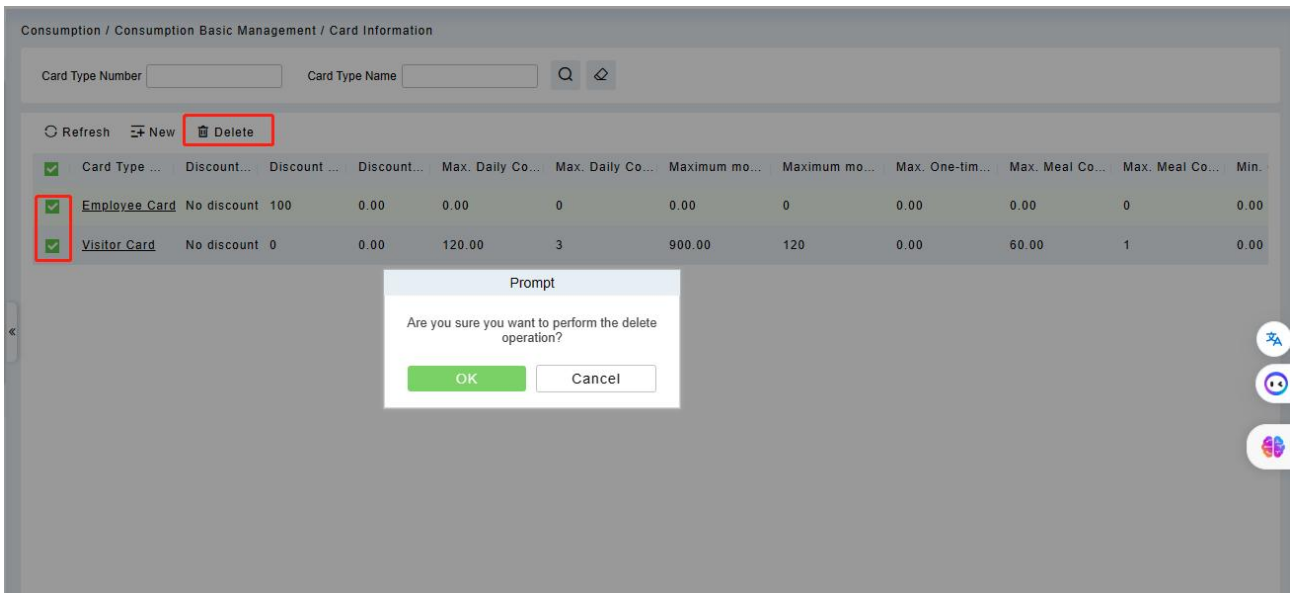 Consumption / Consumption Basic Management / Card Information
Card Type Number Card Type Name
Refresh New Delete
Card Type ... Discount... Discount ... Discount... Max. Daily Co... Max. Daily Co... Maximum mo... Maximum mo... Max. One-tim... Max. Meal Co... Max. Meal Co... Min.
Employee Card No discount 100 0.00 0.00 0 0.00 0 0.00 0.00 0 0.00
Visitor Card No discount 0 0.00 120.00 3 900.00 120 0.00 60.00 1 0.00
Prompt
Are you sure you want to perform the delete
operation?
OK Cancel